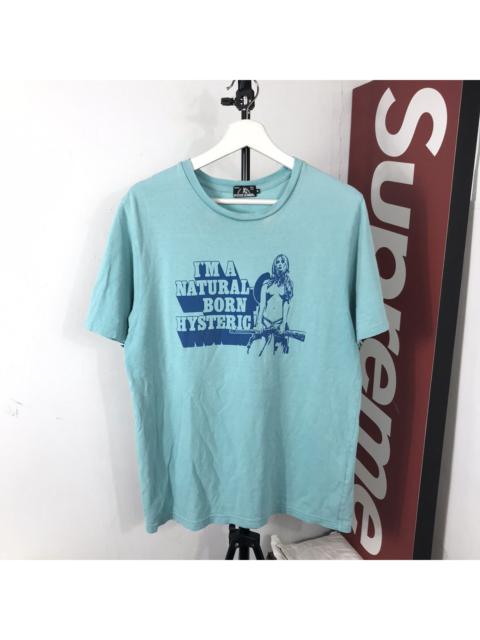 I'M A
NATURAL-
BORN
HYSTERIC!
Supreme